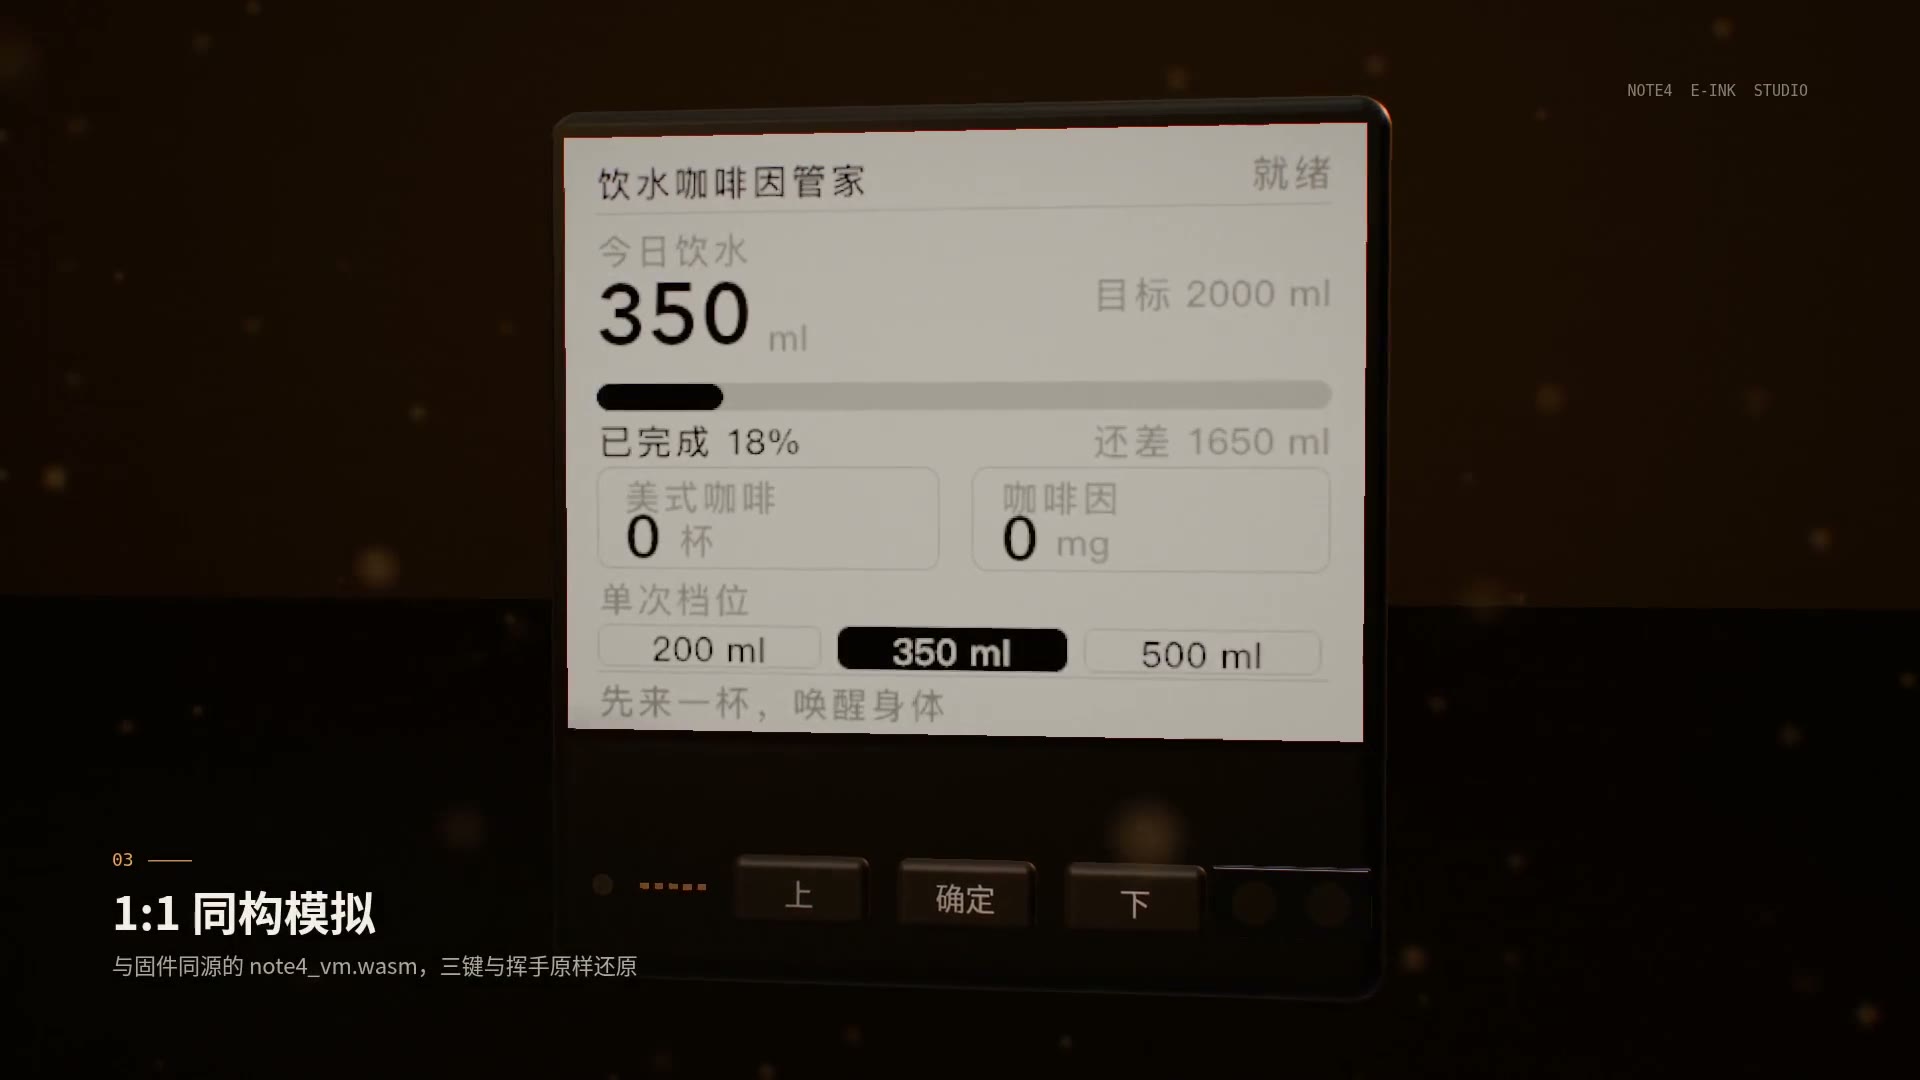 NOTE4 E-INK STUDIO
饮水咖啡因管家
就绪
今日饮水
350 ml
目标 2000 ml
已完成 18%
还差 1650 ml
美式咖啡
0 杯
咖啡因
0 mg
单次档位
200 ml
350 ml
500 ml
先来一杯，唤醒身体
上
确定
下
03
1:1 同构模拟
与固件同源的 note4_vm.wasm，三键与挥手原样还原